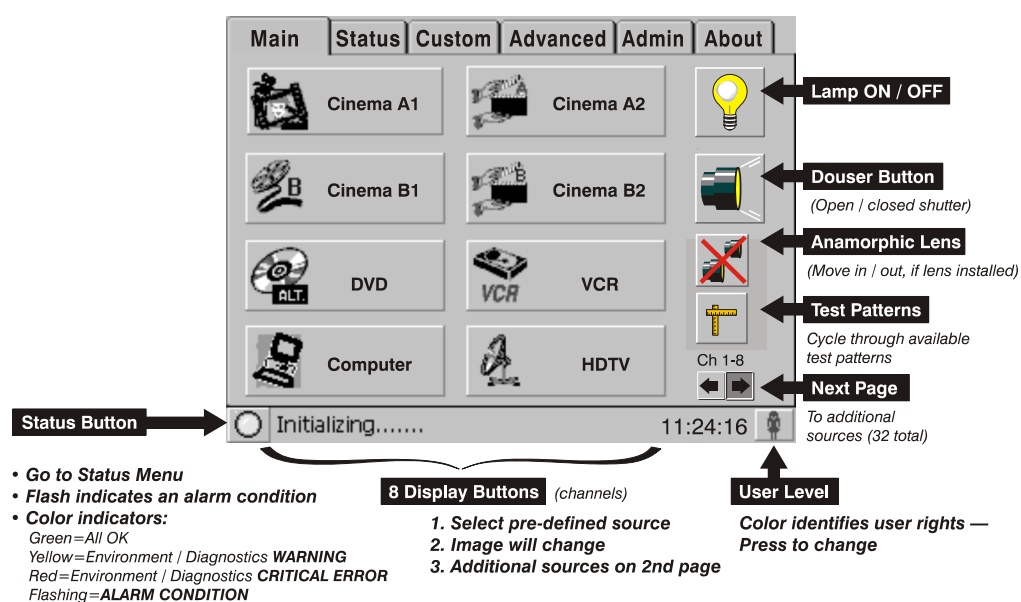 Main Status Custom Advanced Admin About
Cinema A1
Cinema A2
A
Lamp ON / OFF
Cinema B1
B
Cinema B2
B
Douser Button
(Open / closed shutter)
Anamorphic Lens
(Move in / out, if lens installed)
DVD
ALT.
VCR
VCR
Test Patterns
Cycle through available
test patterns
Computer
HDTV
Ch 1-8
Next Page
To additional
sources (32 total)
Status Button
Initializing.......
11:24:16
• Go to Status Menu
• Flash indicates an alarm condition
• Color indicators:
Green=All OK
Yellow=Environment / Diagnostics WARNING
Red=Environment / Diagnostics CRITICAL ERROR
Flashing=ALARM CONDITION
8 Display Buttons (channels)
1. Select pre-defined source
2. Image will change
3. Additional sources on 2nd page
User Level
Color identifies user rights —
Press to change